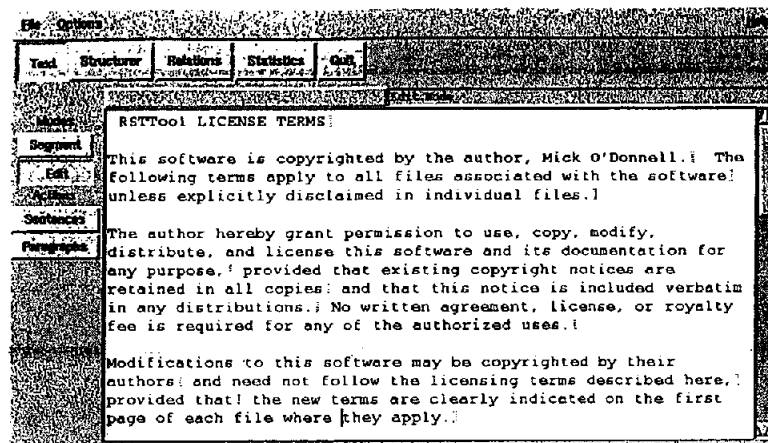 File Options Help
Text Structurer Relations Statistics Quit
Edit Mode
Modes
Segment
Edit
Action
Sentences
Paragraphs
RSTTool LICENSE TERMS
This software is copyrighted by the author, Mick O'Donnell. The
following terms apply to all files associated with the software
unless explicitly disclaimed in individual files.]
The author hereby grant permission to use, copy, modify,
distribute, and license this software and its documentation for
any purpose, provided that existing copyright notices are
retained in all copies and that this notice is included verbatim
in any distributions. No written agreement, license, or royalty
fee is required for any of the authorized uses.
Modifications to this software may be copyrighted by their
authors and need not follow the licensing terms described here,
provided that the new terms are clearly indicated on the first
page of each file where they apply.